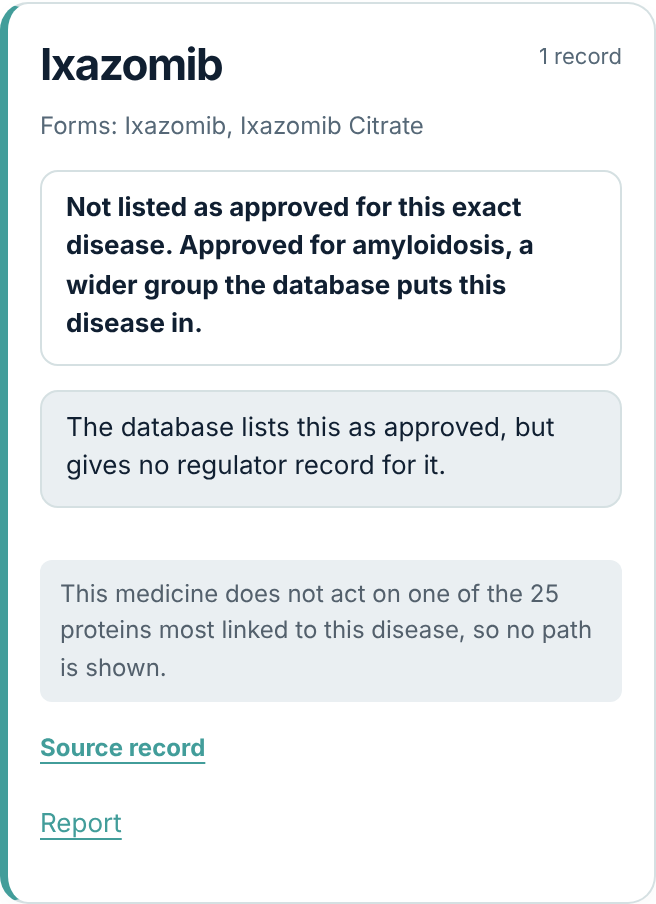 Ixazomib
1 record
Forms: Ixazomib, Ixazomib Citrate
Not listed as approved for this exact
disease. Approved for amyloidosis, a
wider group the database puts this
disease in.
The database lists this as approved, but
gives no regulator record for it.
This medicine does not act on one of the 25
proteins most linked to this disease, so no path
is shown.
Source record
Report